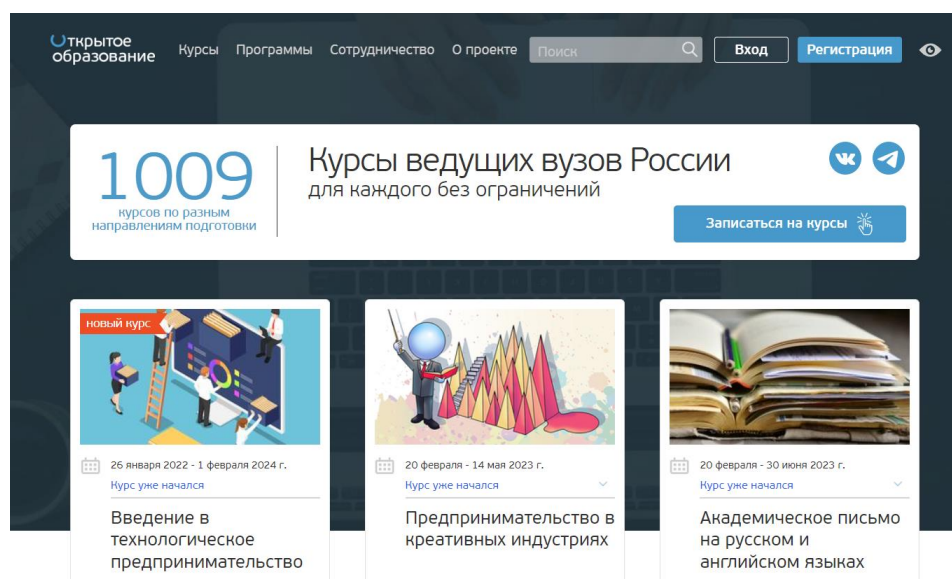 Открытое
образование
Курсы Программы Сотрудничество О проекте Поиск Вход Регистрация
1009
курсов по разным
направлениям подготовки
Курсы ведущих вузов России
для каждого без ограничений
Записаться на курсы
новый курс
26 января 2022 - 1 февраля 2024 г.
Курс уже начался
Введение в
технологическое
предпринимательство
20 февраля - 14 мая 2023 г.
Курс уже начался
Предпринимательство в
креативных индустриях
20 февраля - 30 июня 2023 г.
Курс уже начался
Академическое письмо
на русском и
английском языках